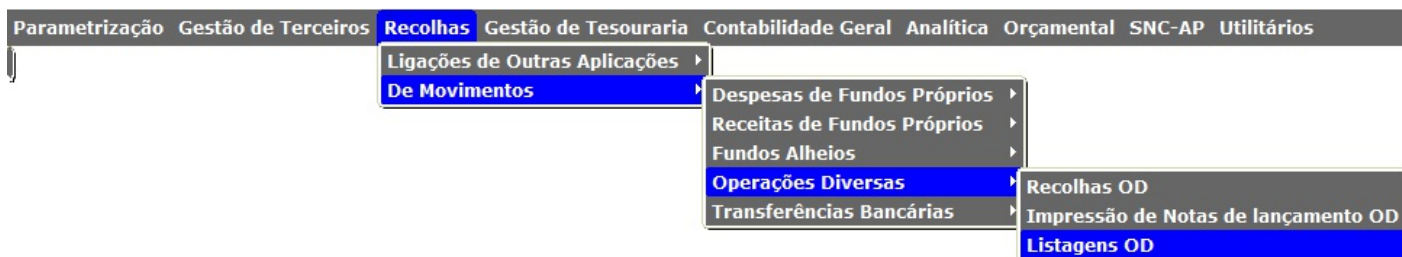 Parametrização Gestão de Terceiros Recolhas Gestão de Tesouraria Contabilidade Geral Analítica Orçamental SNC-AP Utilitários
Ligações de Outras Aplicações
De Movimentos
Despesas de Fundos Próprios
Receitas de Fundos Próprios
Fundos Alheios
Operações Diversas
Transferências Bancárias
Recolhas OD
Impressão de Notas de lançamento OD
Listagens OD